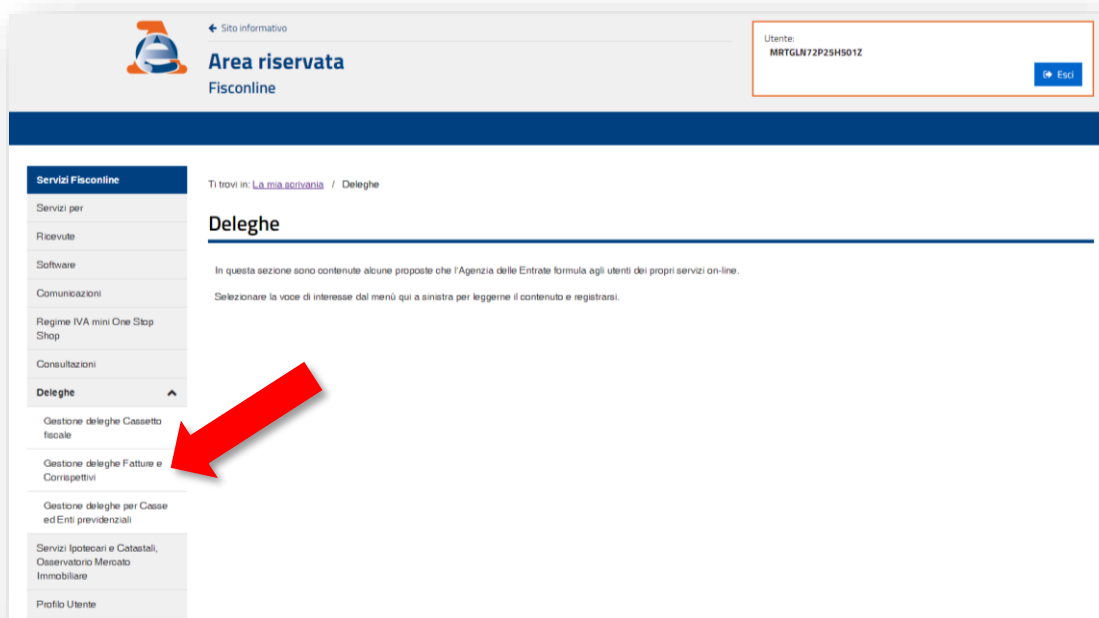 Sito informativo
Area riservata
Fisconline
Utente:
MRTGLN72P25H501Z
Esci
Servizi Fisconline
Servizi per
Ricevute
Software
Comunicazioni
Regime IVA mini One Stop
Shop
Consultazioni
Deleghe
Gestione deleghe Cassetto
fiscale
Gestione deleghe Fatture e
Corrispettivi
Gestione deleghe per Casse
ed Enti previdenziali
Servizi Ipotecari e Catastali,
Osservatorio Mercato
Immobiliare
Profilo Utente
Ti trovi in: La mia scrivania / Deleghe
Deleghe
In questa sezione sono contenute alcune proposte che l'Agenzia delle Entrate formula agli utenti dei propri servizi on-line.
Selezionare la voce di interesse dal menù qui a sinistra per leggerne il contenuto e registrarsi.